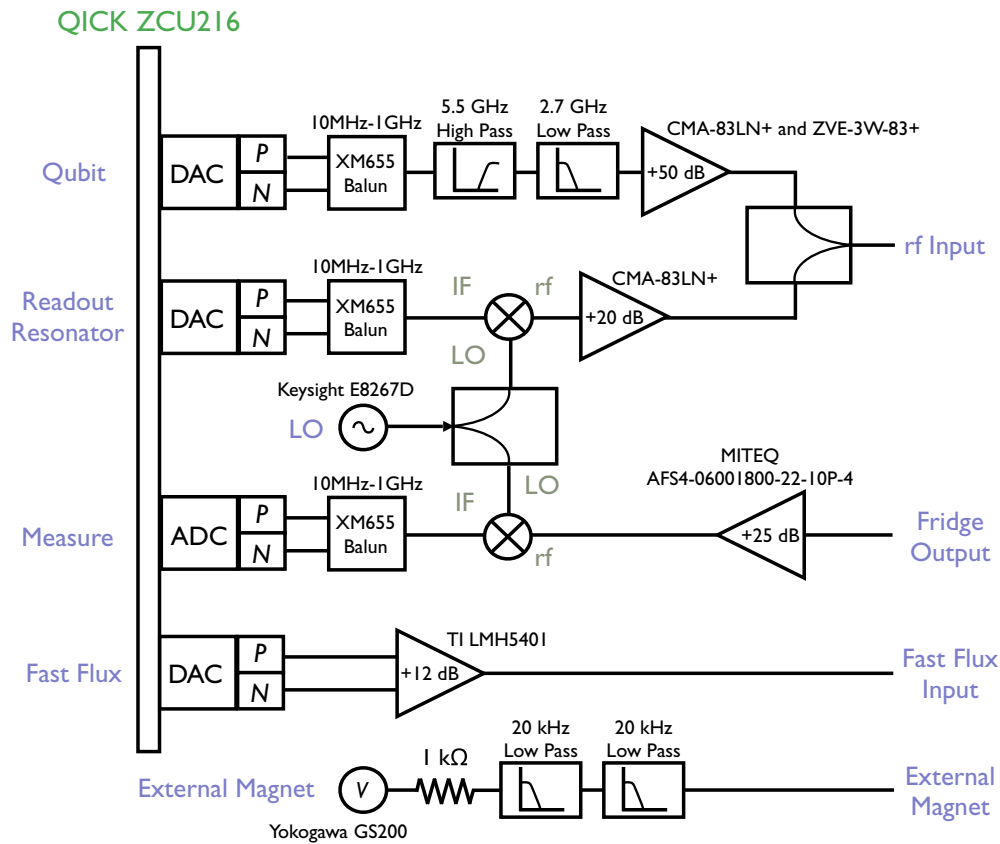 QICK ZCU216
Qubit
DAC
P
N
10MHz-1GHz
XM655
Balun
5.5 GHz
High Pass
2.7 GHz
Low Pass
CMA-83LN+ and ZVE-3W-83+
+50 dB
rf Input
Readout
Resonator
DAC
P
N
10MHz-1GHz
XM655
Balun
IF
rf
LO
CMA-83LN+
+20 dB
Keysight E8267D
LO
Measure
ADC
P
N
10MHz-1GHz
XM655
Balun
IF
LO
rf
MITEQ
AFS4-06001800-22-10P-4
+25 dB
Fridge
Output
Fast Flux
DAC
P
N
TI LMH5401
+12 dB
Fast Flux
Input
External Magnet
V
Yokogawa GS200
1 kΩ
20 kHz
Low Pass
20 kHz
Low Pass
External
Magnet